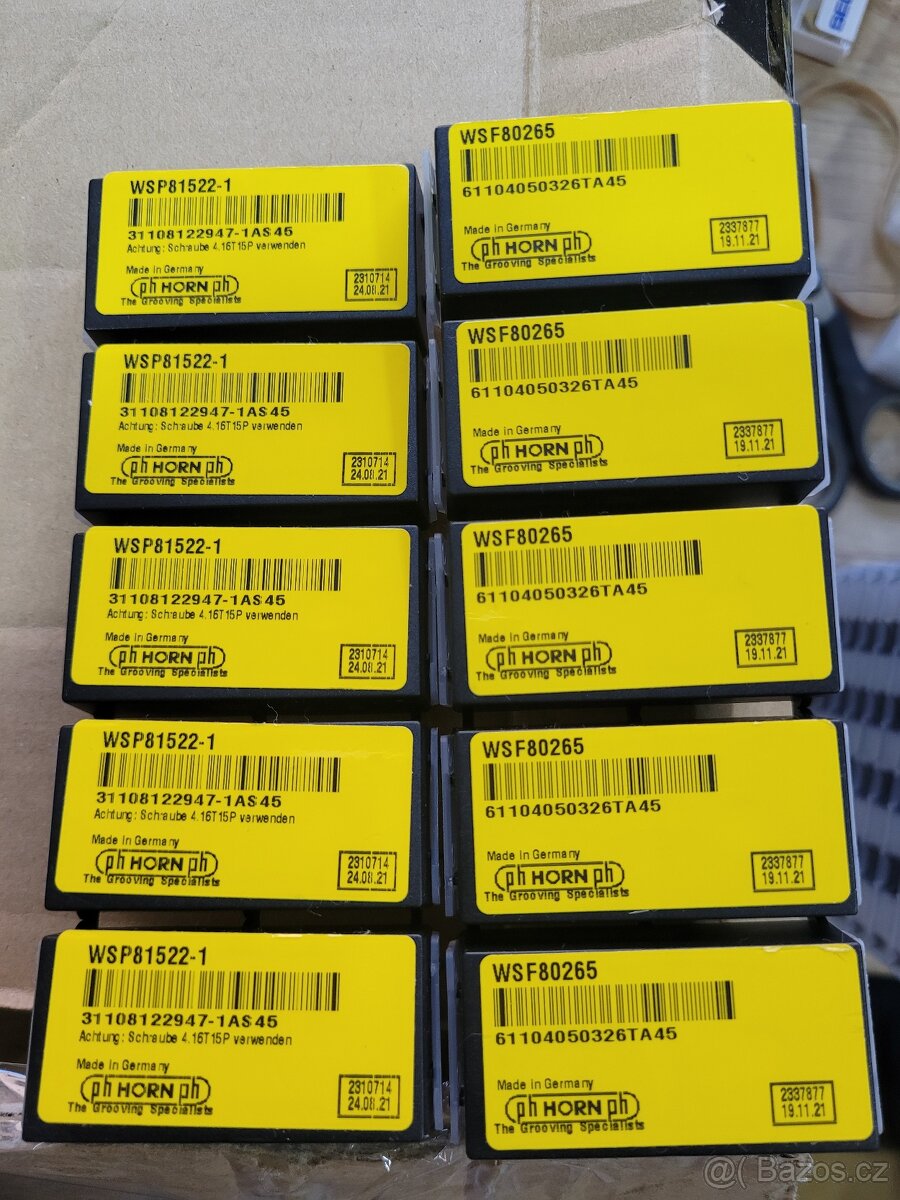 WSP81522-1
31108122947-1AS45
Achtung: Schraube 4.16T15P verwenden
Made in Germany
ph HORN ph
The Grooving Specialists
2310714
24.08.21
WSP81522-1
31108122947-1AS45
Achtung: Schraube 4.16T15P verwenden
Made in Germany
ph HORN ph
The Grooving Specialists
2310714
24.08.21
WSP81522-1
31108122947-1AS45
Achtung: Schraube 4.16T15P verwenden
Made in Germany
ph HORN ph
The Grooving Specialists
2310714
24.08.21
WSP81522-1
31108122947-1AS45
Achtung: Schraube 4.16T15P verwenden
Made in Germany
ph HORN ph
The Grooving Specialists
2310714
24.08.21
WSP81522-1
31108122947-1AS45
Achtung: Schraube 4.16T15P verwenden
Made in Germany
ph HORN ph
The Grooving Specialists
2310714
24.08.21
WSF80265
61104050326TA45
Made in Germany
ph HORN ph
The Grooving Specialists
2337877
19.11.21
WSF80265
61104050326TA45
Made in Germany
ph HORN ph
The Grooving Specialists
2337877
19.11.21
WSF80265
61104050326TA45
Made in Germany
ph HORN ph
The Grooving Specialists
2337877
19.11.21
WSF80265
61104050326TA45
Made in Germany
ph HORN ph
The Grooving Specialists
2337877
19.11.21
WSF80265
61104050326TA45
Made in Germany
ph HORN ph
The Grooving Specialists
2337877
19.11.21
@( Bazos.cz